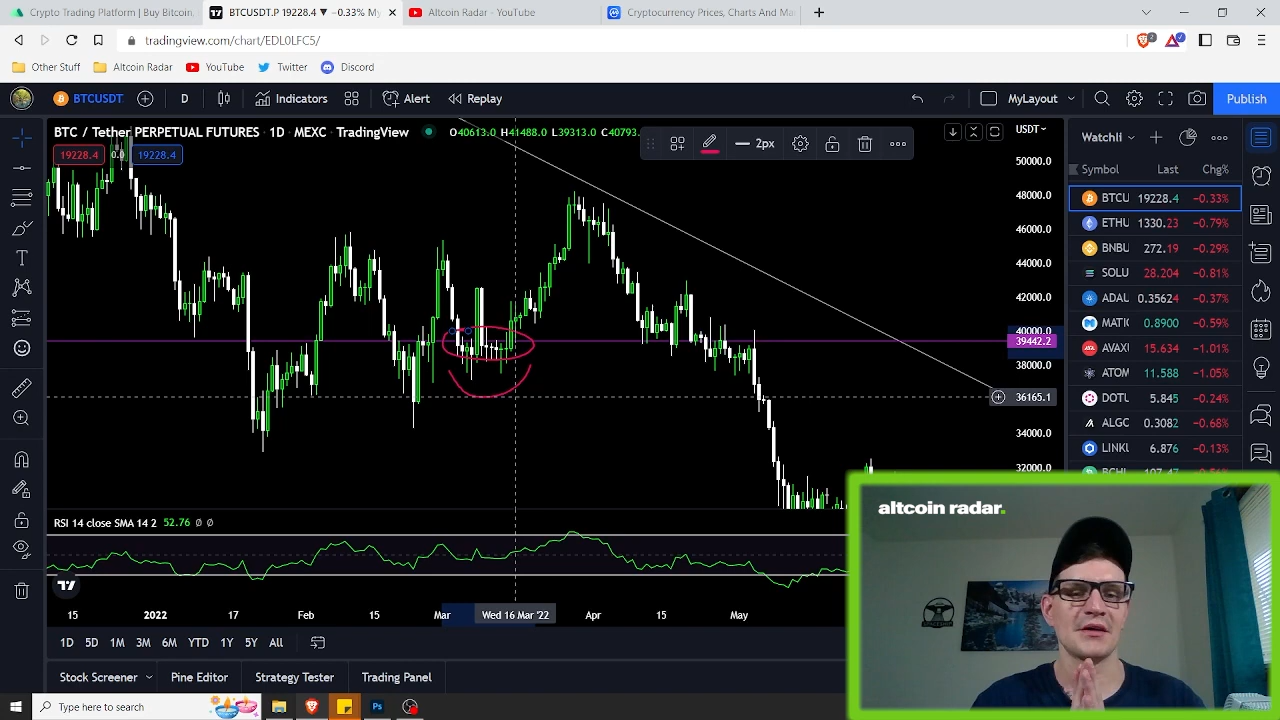 Crypto Trading Platform | Buy Bitcoin,
BTCUSDT.P 19228.4 ▼ −0.33% My
Altcoin Radar - YouTube
Cryptocurrency Prices, Charts And Ma
tradingview.com/chart/EDL0LFC5/
2
Other Stuff
Altcoin Radar
YouTube
Twitter
Discord
BTCUSDT
D
Indicators
Alert
Replay
MyLayout
Publish
BTC / Tether PERPETUAL FUTURES · 1D · MEXC · TradingView
O40613.0 H41488.0 L39313.0 C40793.
19228.4
0.0
19228.4
2px
USDT
50000.0
48000.0
46000.0
44000.0
42000.0
40000.0
39442.2
38000.0
36165.1
34000.0
32000.0
Watchli
Symbol Last Chg%
BTCU 19228.4 −0.33%
ETHU 1330.23 −0.79%
BNBU 272.19 −0.29%
SOLU 28.204 −0.81%
ADAU 0.35624 −0.37%
MATIC 0.8900 −0.59%
AVAXU 15.634 −1.01%
ATOM 11.588 −1.05%
DOTU 5.845 −0.24%
ALGC 0.3082 −0.68%
LINKU 6.876 −0.13%
altcoin radar.
SPACESHIP
RSI 14 close SMA 14 2 52.76 Ø Ø
15 2022 17 Feb 15 Mar Wed 16 Mar '22 Apr 15 May
1D 5D 1M 3M 6M YTD 1Y 5Y All
Stock Screener
Pine Editor
Strategy Tester
Trading Panel
Type here to search
Ps